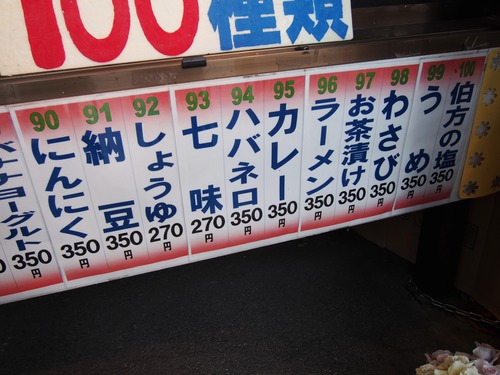 100種類
バナナヨーグルト
90 にんにく 350円
91 納豆 350円
92 しょうゆ 270円
93 七味 270円
94 ハバネロ 350円
95 カレー 350円
96 ラーメン 350円
97 お茶漬け 350円
98 わさび 350円
99 うめ 350円
100 伯方の塩 350円